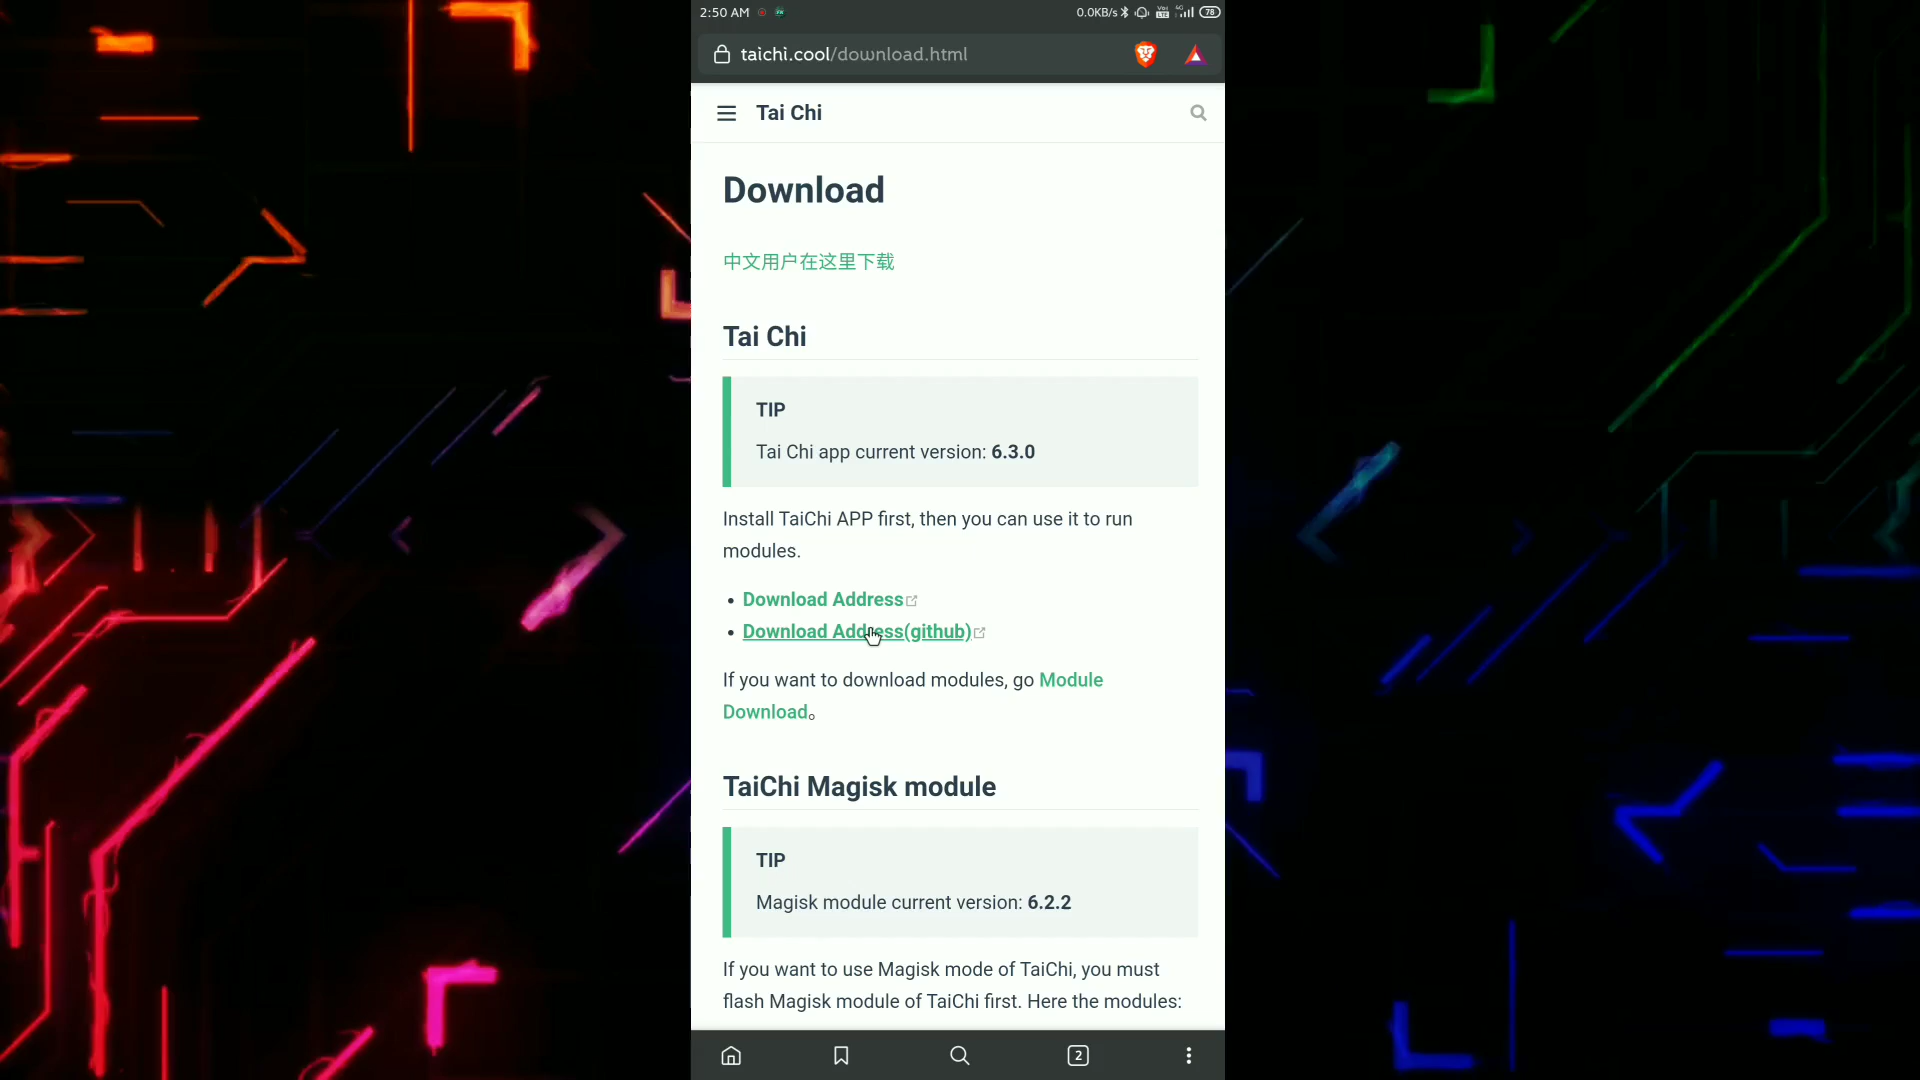 2:50 AM
0.0KB/s
78
taichi.cool/download.html
Tai Chi
Download
中文用户在这里下载
Tai Chi
TIP
Tai Chi app current version: 6.3.0
Install TaiChi APP first, then you can use it to run
modules.
• Download Address
• Download Address(github)
If you want to download modules, go Module
Download。
TaiChi Magisk module
TIP
Magisk module current version: 6.2.2
If you want to use Magisk mode of TaiChi, you must
flash Magisk module of TaiChi first. Here the modules:
2